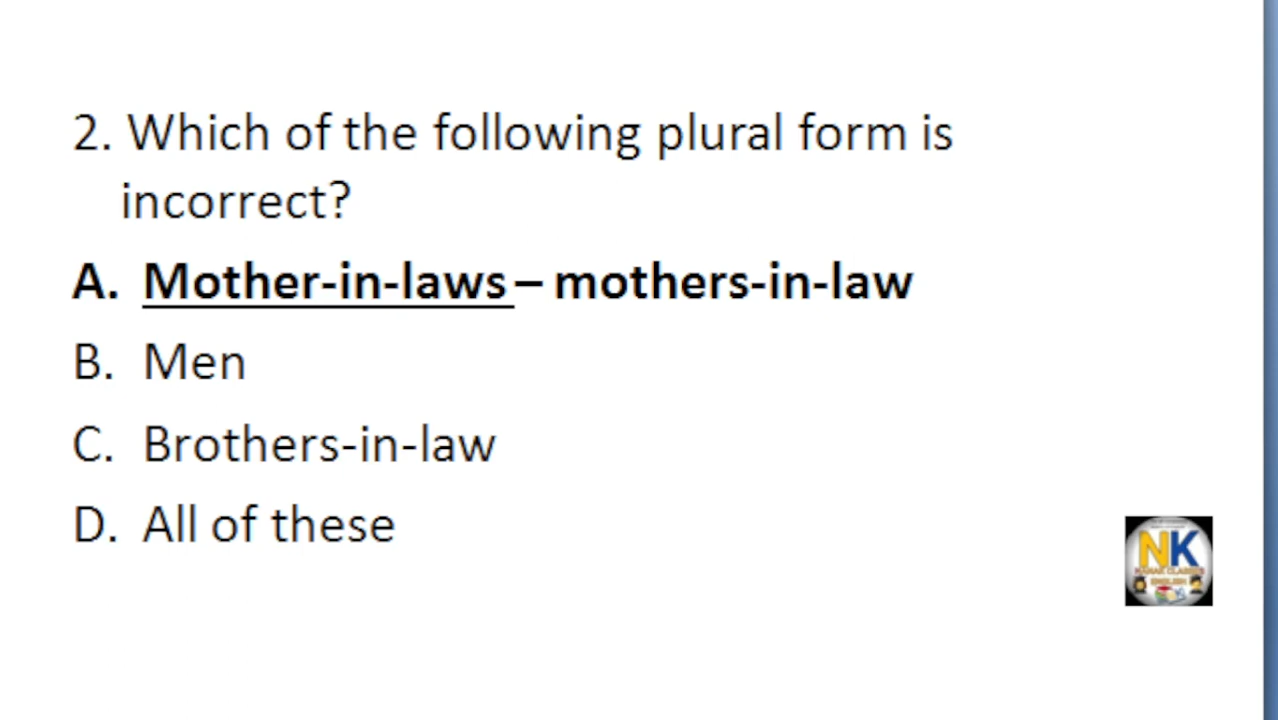 2. Which of the following plural form is
incorrect?
A. Mother-in-laws – mothers-in-law
B. Men
C. Brothers-in-law
D. All of these
NK
ENGLISH